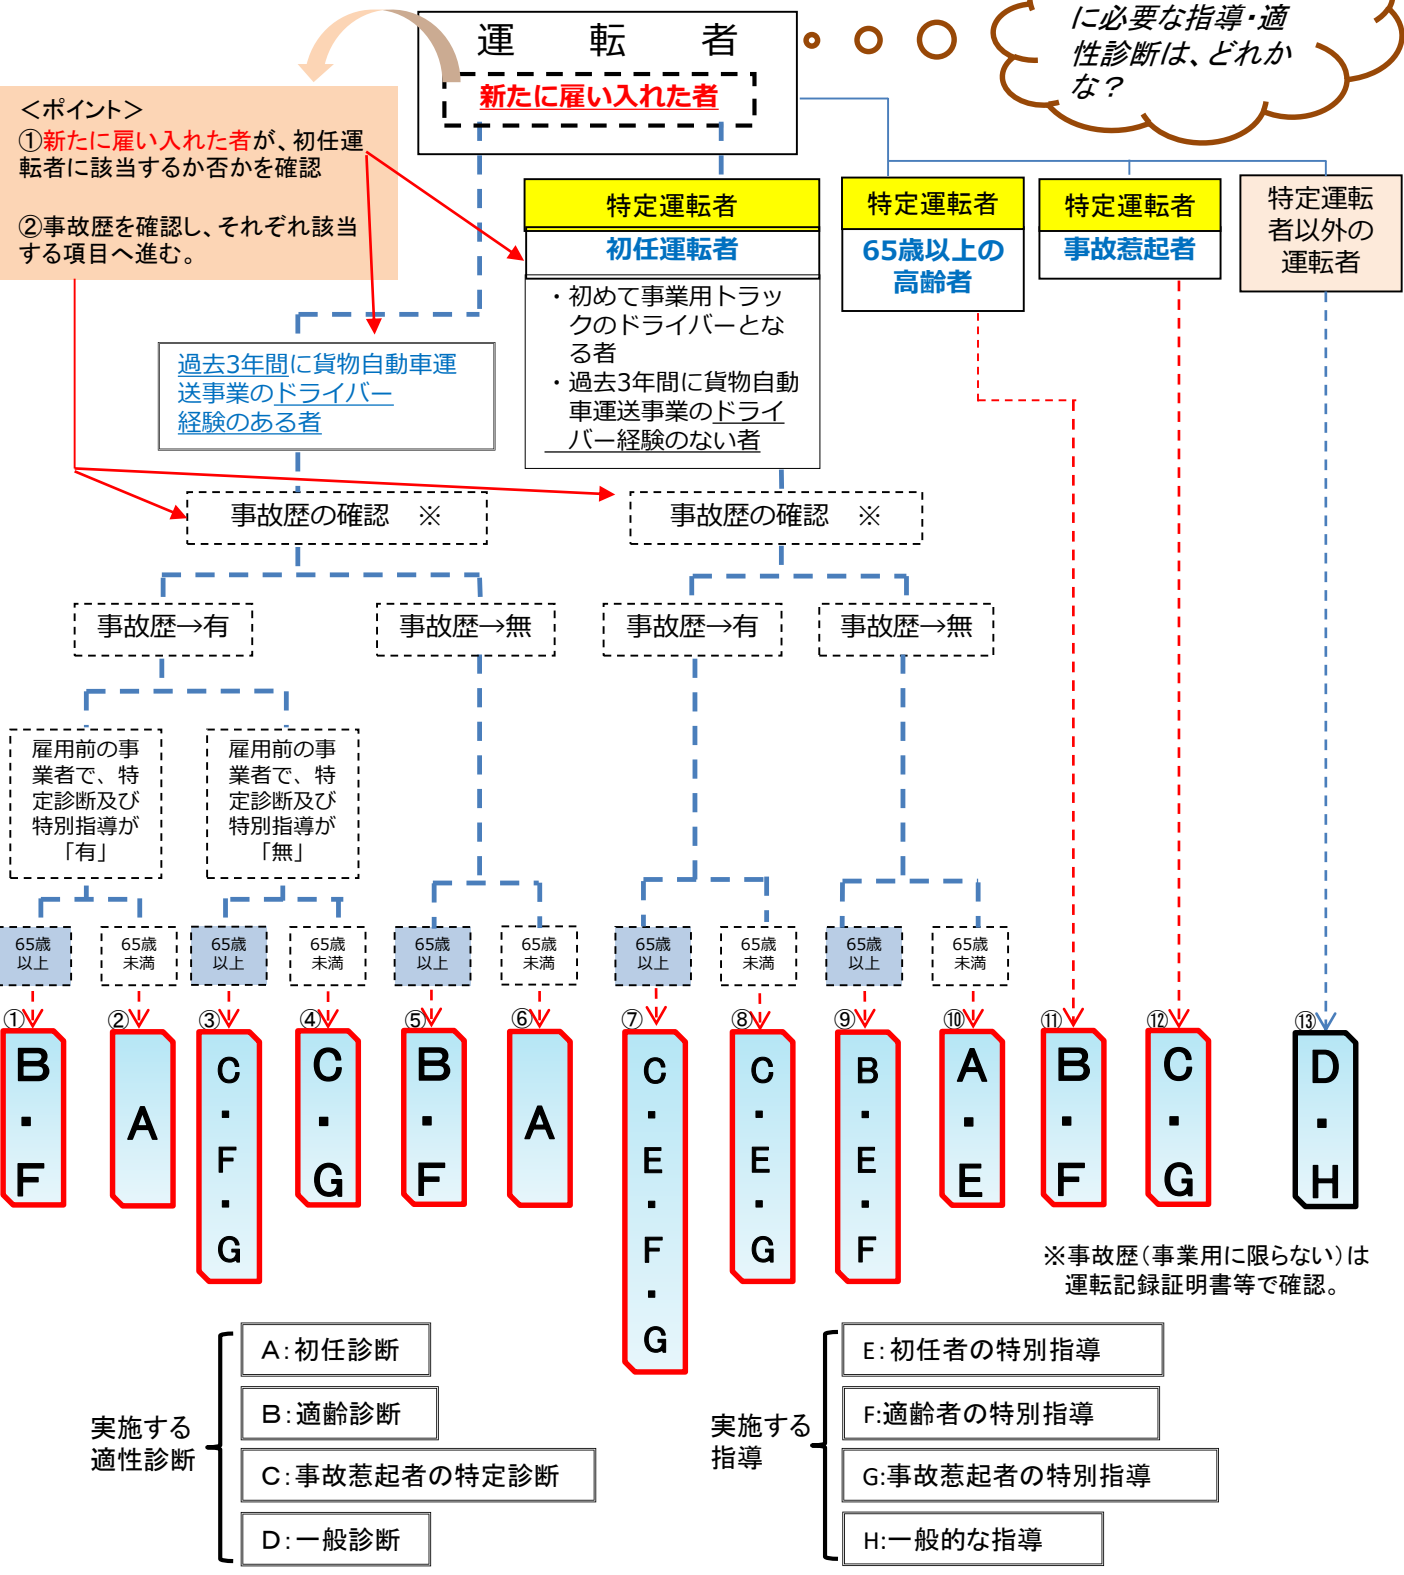 に必要な指導・適
性診断は、どれか
な？
運　転　者
新たに雇い入れた者
＜ポイント＞
①新たに雇い入れた者が、初任運
転者に該当するか否かを確認
②事故歴を確認し、それぞれ該当
する項目へ進む。
特定運転者
初任運転者
・初めて事業用トラッ
クのドライバーとな
る者
・過去3年間に貨物自動
車運送事業のドライ
バー経験のない者
特定運転者
65歳以上の
高齢者
特定運転者
事故惹起者
特定運転
者以外の
運転者
過去3年間に貨物自動車運
送事業のドライバー
経験のある者
事故歴の確認　※
事故歴の確認　※
事故歴→有
事故歴→無
事故歴→有
事故歴→無
雇用前の事
業者で、特
定診断及び
特別指導が
「有」
雇用前の事
業者で、特
定診断及び
特別指導が
「無」
65歳
以上
65歳
未満
65歳
以上
65歳
未満
65歳
以上
65歳
未満
65歳
以上
65歳
未満
65歳
以上
65歳
未満
①
B・F
②
A
③
C・F・G
④
C・G
⑤
B・F
⑥
A
⑦
C・E・F・G
⑧
C・E・G
⑨
B・E・F
⑩
A・E
⑪
B・F
⑫
C・G
⑬
D・H
※事故歴（事業用に限らない）は
運転記録証明書等で確認。
実施する
適性診断
A：初任診断
B：適齢診断
C：事故惹起者の特定診断
D：一般診断
実施する
指導
E：初任者の特別指導
F:適齢者の特別指導
G:事故惹起者の特別指導
H:一般的な指導